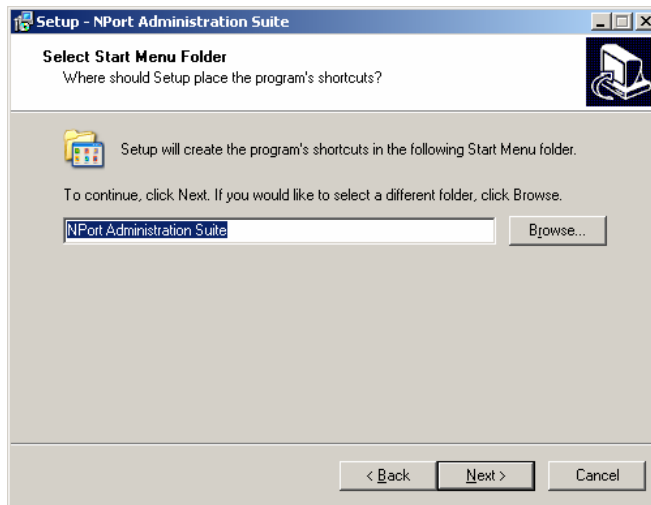 Setup - NPort Administration Suite
Select Start Menu Folder
Where should Setup place the program's shortcuts?
Setup will create the program's shortcuts in the following Start Menu folder.
To continue, click Next. If you would like to select a different folder, click Browse.
NPort Administration Suite
Browse...
< Back
Next >
Cancel